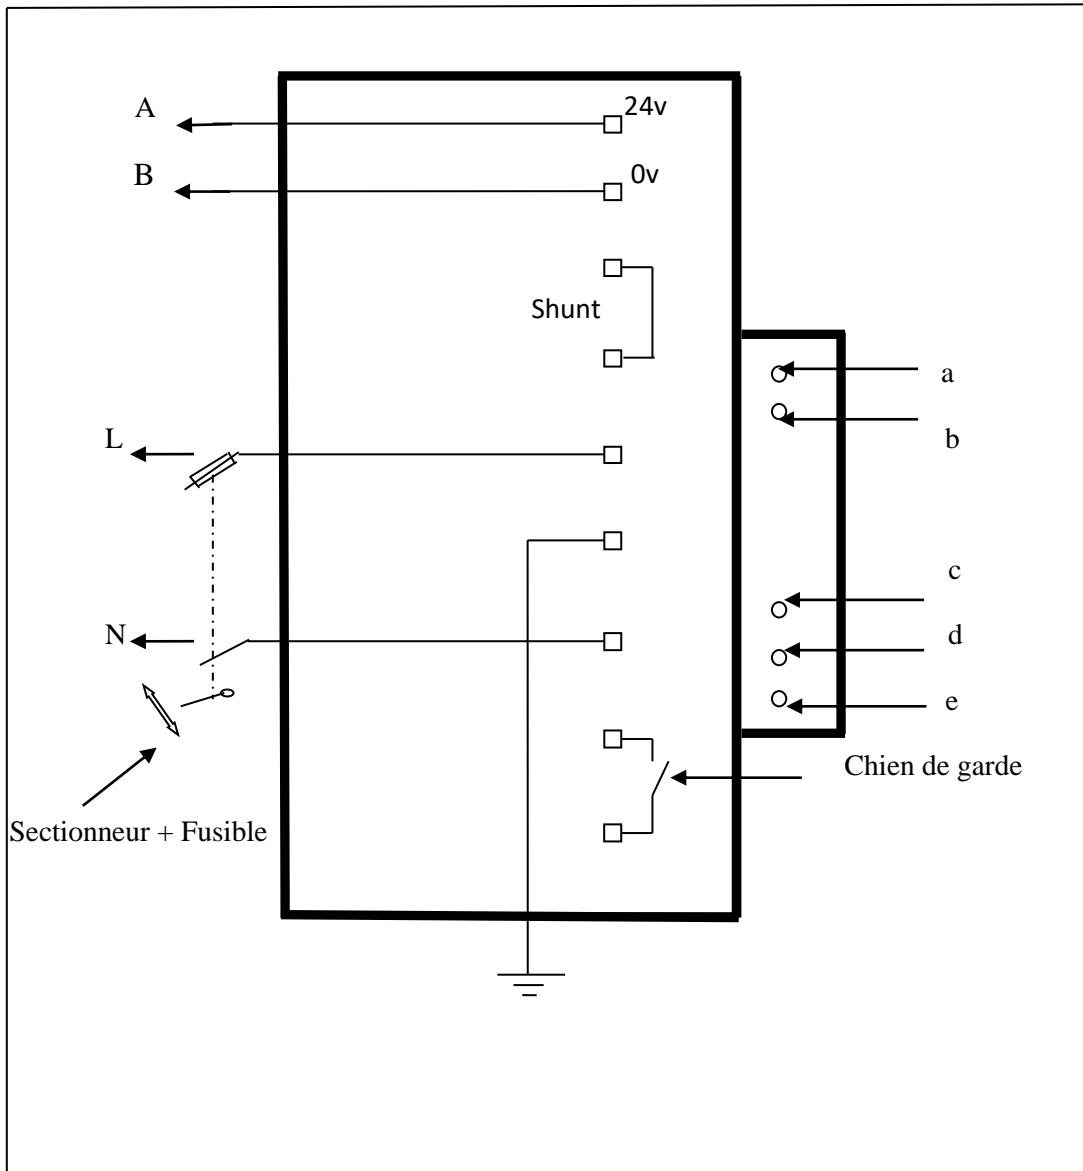 A
24v
B
0v
Shunt
a
L
b
c
N
d
e
Chien de garde
Sectionneur + Fusible